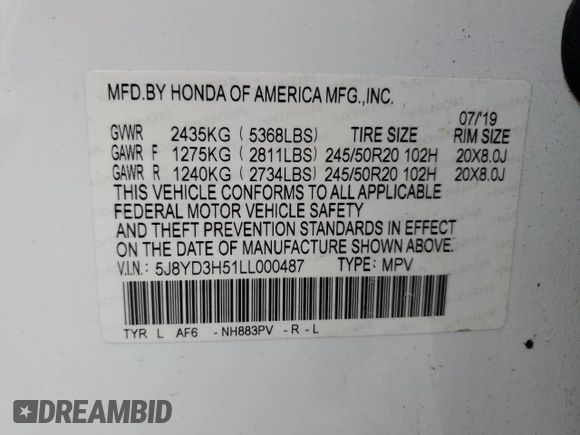 MFD.BY HONDA OF AMERICA MFG.,INC.
07/'19
GVWR 2435KG ( 5368LBS) TIRE SIZE RIM SIZE
GAWR F 1275KG ( 2811LBS) 245/50R20 102H 20X8.0J
GAWR R 1240KG ( 2734LBS) 245/50R20 102H 20X8.0J
THIS VEHICLE CONFORMS TO ALL APPLICABLE
FEDERAL MOTOR VEHICLE SAFETY
AND THEFT PREVENTION STANDARDS IN EFFECT
ON THE DATE OF MANUFACTURE SHOWN ABOVE.
V.I.N.: 5J8YD3H51LL000487 TYPE: MPV
TYR L AF6 -NH883PV -R-L
DREAMBID